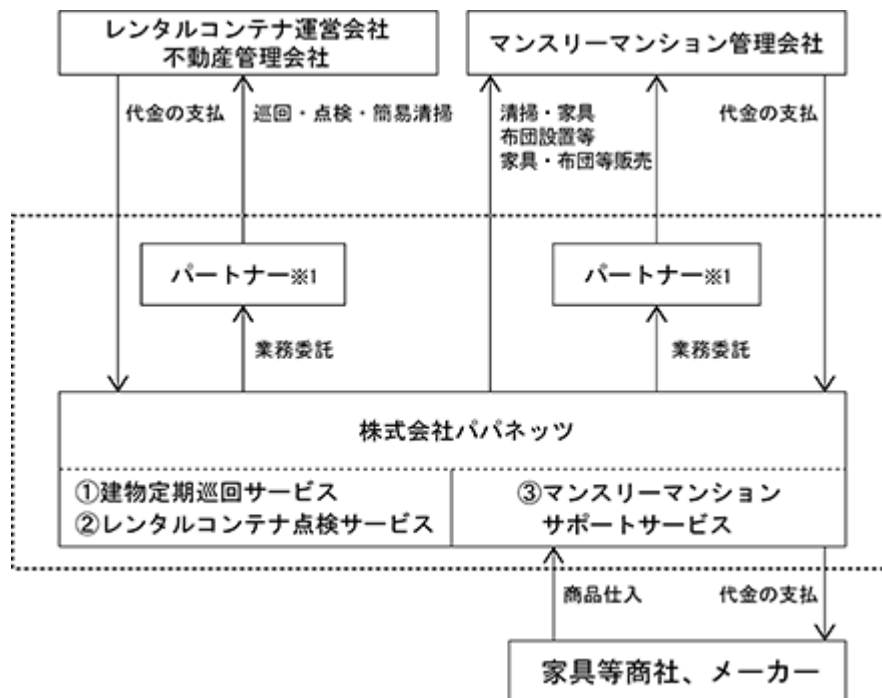 レンタルコンテナ運営会社
不動産管理会社
マンスリーマンション管理会社
代金の支払
巡回・点検・簡易清掃
清掃・家具
布団設置等
家具・布団等販売
代金の支払
パートナー※1
パートナー※1
業務委託
業務委託
株式会社パパネッツ
①建物定期巡回サービス
②レンタルコンテナ点検サービス
③マンスリーマンション
サポートサービス
商品仕入
代金の支払
家具等商社、メーカー